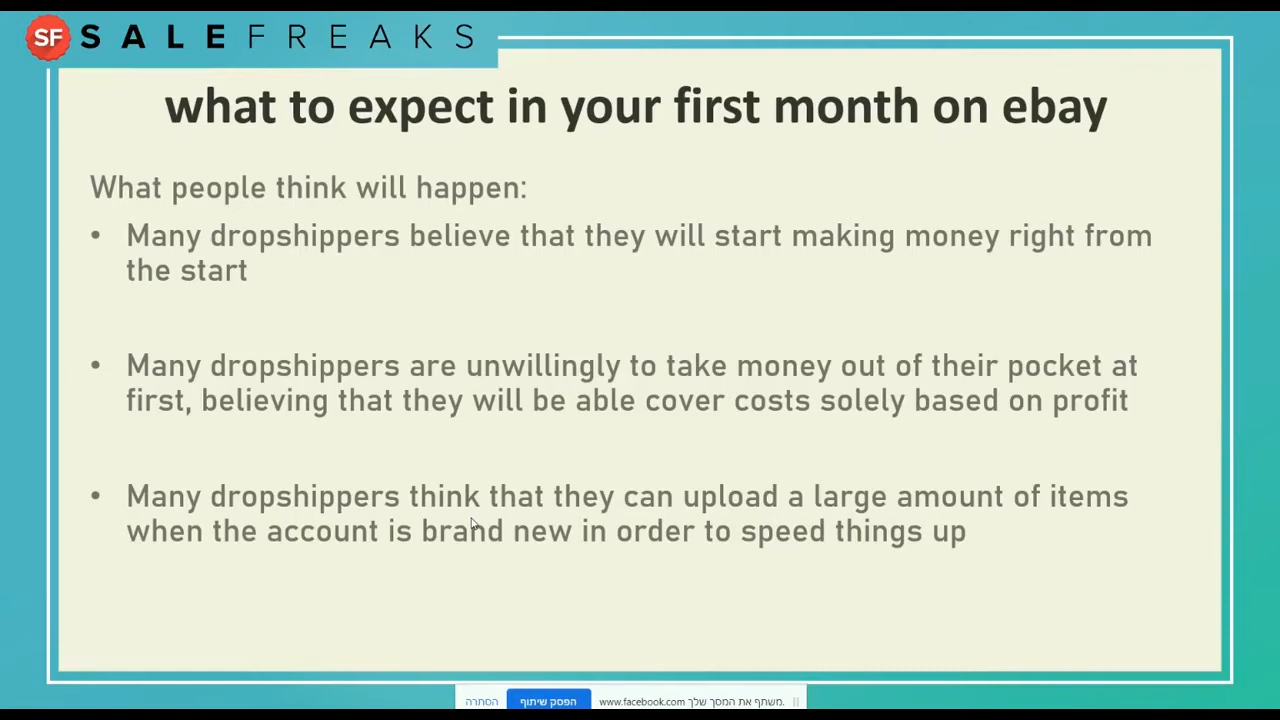 SF SALEFREAKS
what to expect in your first month on ebay
What people think will happen:
• Many dropshippers believe that they will start making money right from
the start
• Many dropshippers are unwillingly to take money out of their pocket at
first, believing that they will be able cover costs solely based on profit
• Many dropshippers think that they can upload a large amount of items
when the account is brand new in order to speed things up
משתף את המסך שלך www.facebook.com. הפסק שיתוף הסתרה